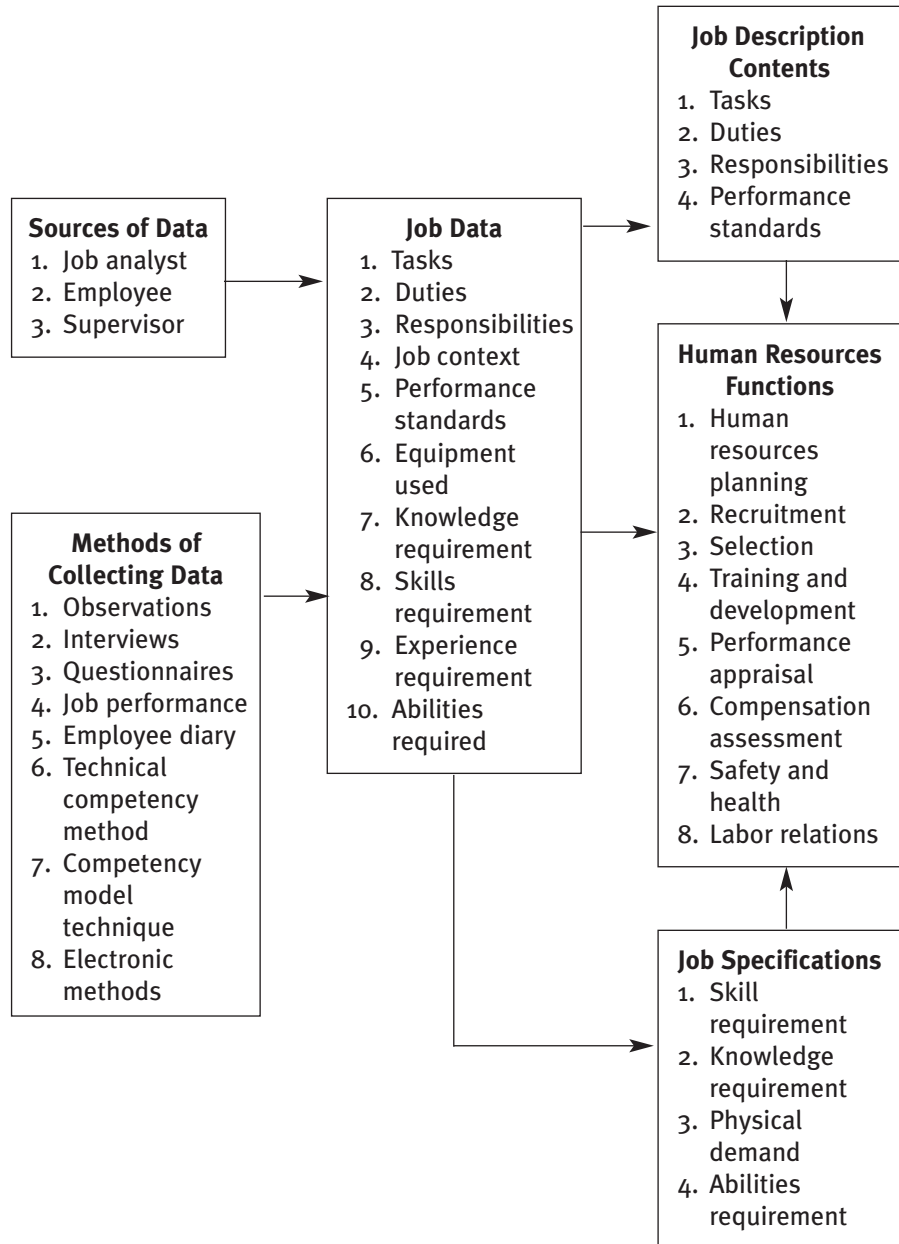 Sources of Data
1. Job analyst
2. Employee
3. Supervisor
Methods of
Collecting Data
1. Observations
2. Interviews
3. Questionnaires
4. Job performance
5. Employee diary
6. Technical
competency
method
7. Competency
model
technique
8. Electronic
methods
Job Data
1. Tasks
2. Duties
3. Responsibilities
4. Job context
5. Performance
standards
6. Equipment
used
7. Knowledge
requirement
8. Skills
requirement
9. Experience
requirement
10. Abilities
required
Job Description
Contents
1. Tasks
2. Duties
3. Responsibilities
4. Performance
standards
Human Resources
Functions
1. Human
resources
planning
2. Recruitment
3. Selection
4. Training and
development
5. Performance
appraisal
6. Compensation
assessment
7. Safety and
health
8. Labor relations
Job Specifications
1. Skill
requirement
2. Knowledge
requirement
3. Physical
demand
4. Abilities
requirement